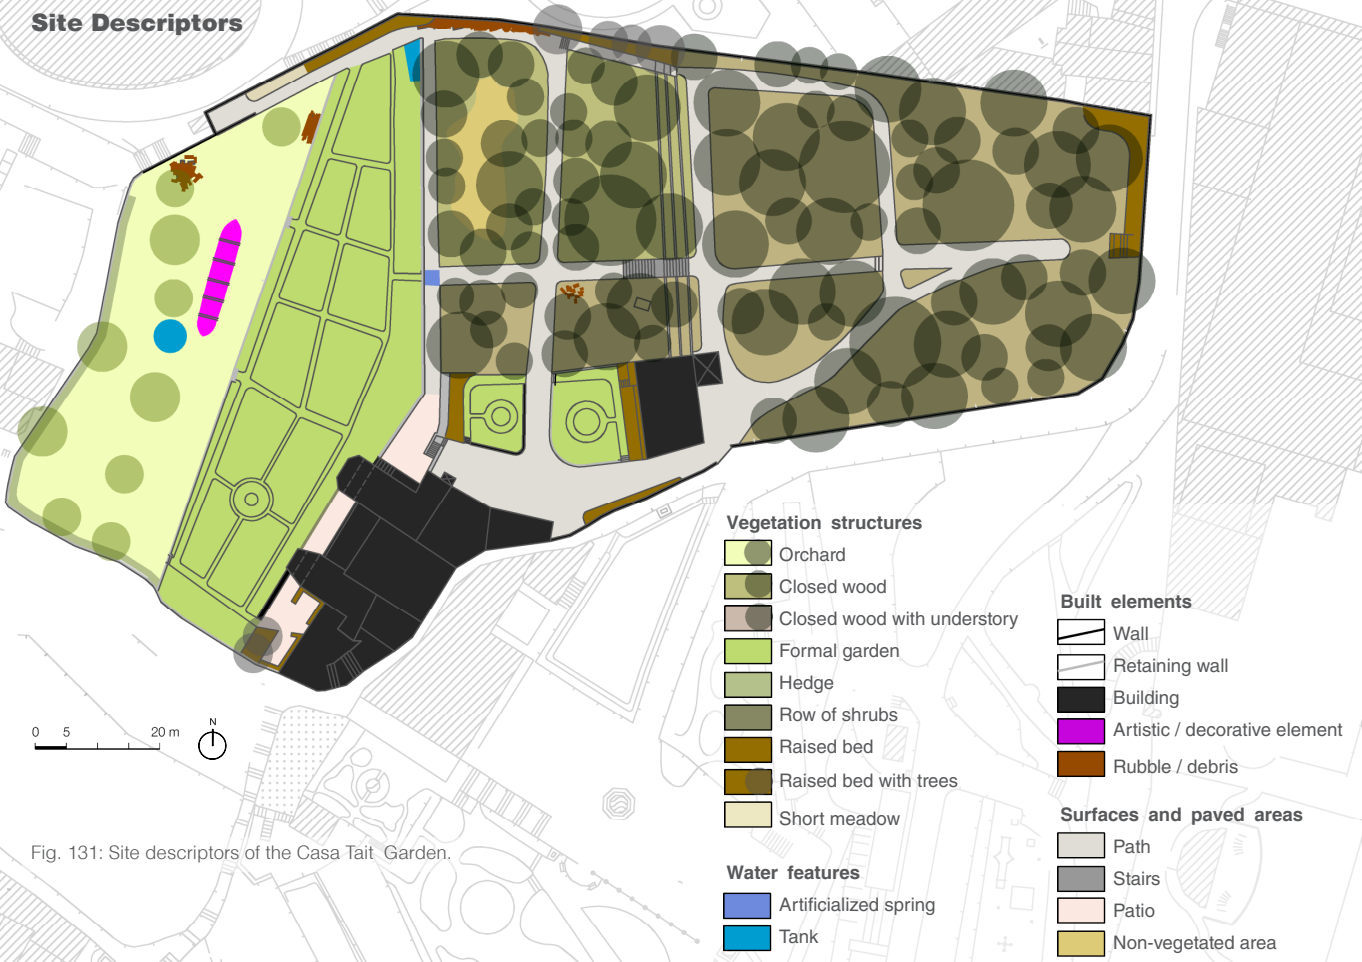 Site Descriptors
Vegetation structures
Orchard
Closed wood
Closed wood with understory
Formal garden
Hedge
Row of shrubs
Raised bed
Raised bed with trees
Short meadow
Water features
Artificialized spring
Tank
Built elements
Wall
Retaining wall
Building
Artistic / decorative element
Rubble / debris
Surfaces and paved areas
Path
Stairs
Patio
Non-vegetated area
0 5 20 m
N
Fig. 131: Site descriptors of the Casa Tait Garden.